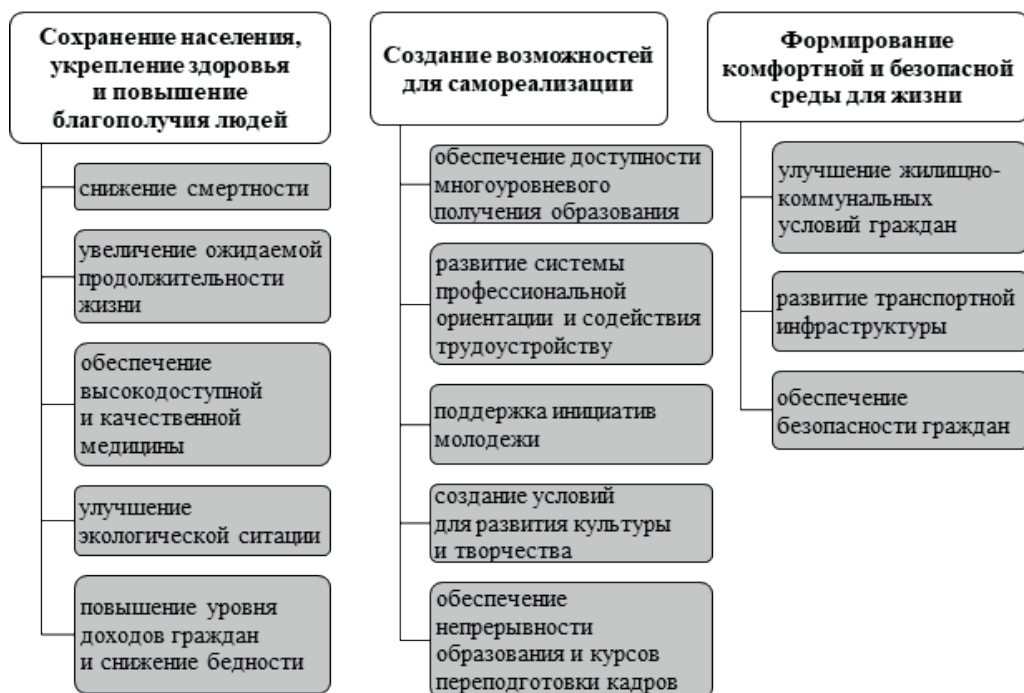 Сохранение населения,
укрепление здоровья
и повышение
благополучия людей
снижение смертности
увеличение ожидаемой
продолжительности
жизни
обеспечение
высокодоступной
и качественной
медицины
улучшение
экологической ситации
повышение уровня
доходов граждан
и снижение бедности
Создание возможностей
для самореализации
обеспечение доступности
многоуровневого
получения образования
развитие системы
профессиональной
ориентации и содействия
трудоустройству
поддержка инициатив
молодежи
создание условий
для развития культуры
и творчества
обеспечение
непрерывности
образования и курсов
переподготовки кадров
Формирование
комфортной и безопасной
среды для жизни
улучшение жилищно-
коммунальных
условий граждан
развитие транспортной
инфраструктуры
обеспечение
безопасности граждан